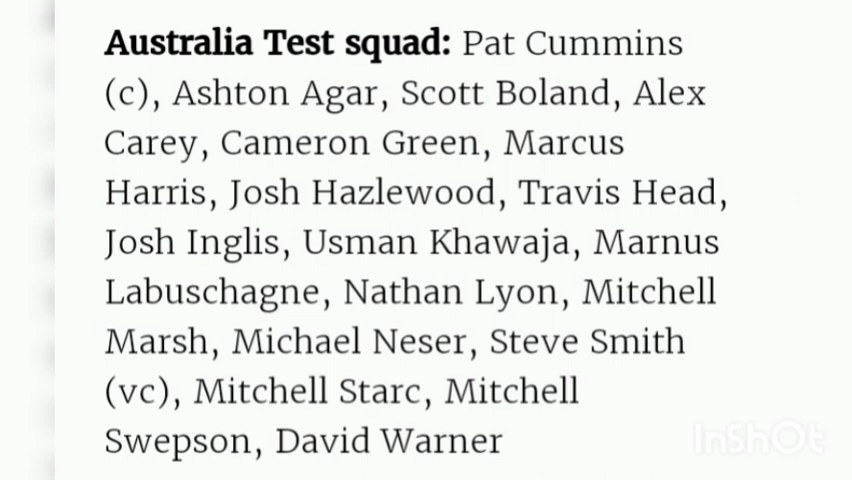 Australia Test squad: Pat Cummins
(c), Ashton Agar, Scott Boland, Alex
Carey, Cameron Green, Marcus
Harris, Josh Hazlewood, Travis Head,
Josh Inglis, Usman Khawaja, Marnus
Labuschagne, Nathan Lyon, Mitchell
Marsh, Michael Neser, Steve Smith
(vc), Mitchell Starc, Mitchell
Swepson, David Warner
InShOt